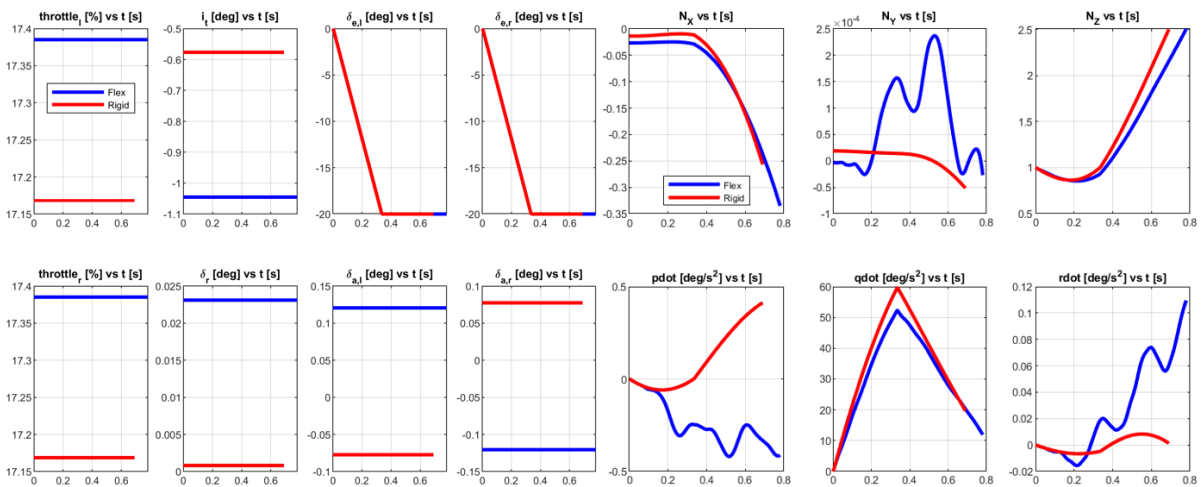 throttle_l [%] vs t [s]
17.4
17.35
17.3
17.25
17.2
17.15
0 0.2 0.4 0.6
Flex
Rigid
i_t [deg] vs t [s]
-0.5
-0.6
-0.7
-0.8
-0.9
-1
-1.1
0 0.2 0.4 0.6
δ_e,l [deg] vs t [s]
0
-5
-10
-15
-20
0 0.2 0.4 0.6
δ_e,r [deg] vs t [s]
0
-5
-10
-15
-20
0 0.2 0.4 0.6
N_X vs t [s]
0.05
0
-0.05
-0.1
-0.15
-0.2
-0.25
-0.3
-0.35
0 0.2 0.4 0.6 0.8
Flex
Rigid
N_Y vs t [s]
×10^-4
2.5
2
1.5
1
0.5
0
-0.5
-1
0 0.2 0.4 0.6 0.8
N_Z vs t [s]
2.5
2
1.5
1
0.5
0 0.2 0.4 0.6 0.8
throttle_r [%] vs t [s]
17.4
17.35
17.3
17.25
17.2
17.15
0 0.2 0.4 0.6
δ_r [deg] vs t [s]
0.025
0.02
0.015
0.01
0.005
0
0 0.2 0.4 0.6
δ_a,l [deg] vs t [s]
0.15
0.1
0.05
0
-0.05
-0.1
0 0.2 0.4 0.6
δ_a,r [deg] vs t [s]
0.1
0.05
0
-0.05
-0.1
-0.15
0 0.2 0.4 0.6
pdot [deg/s^2] vs t [s]
0.5
0
-0.5
0 0.2 0.4 0.6 0.8
qdot [deg/s^2] vs t [s]
60
50
40
30
20
10
0
0 0.2 0.4 0.6 0.8
rdot [deg/s^2] vs t [s]
0.12
0.1
0.08
0.06
0.04
0.02
0
-0.02
0 0.2 0.4 0.6 0.8